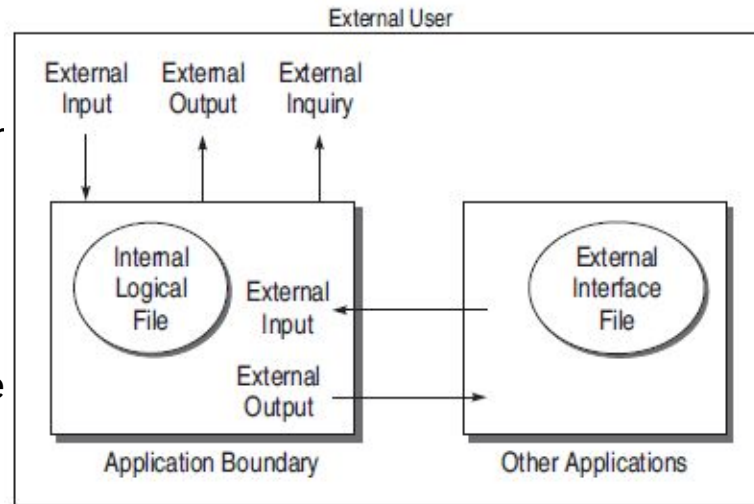 External User
External
Input
External
Output
External
Inquiry
r
Internal
Logical
File
External
Input
External
Output
External
Interface
File
e
Application Boundary
Other Applications